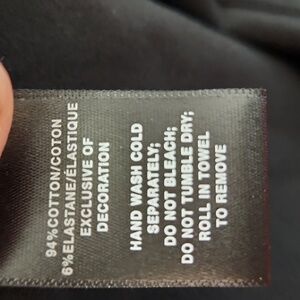 94%COTTON/COTON
6%ELASTANE/ÉLASTIQUE
EXCLUSIVE OF
DECORATION
HAND WASH COLD
SEPARATELY;
DO NOT BLEACH;
DO NOT TUMBLE DRY;
ROLL IN TOWEL
TO REMOVE